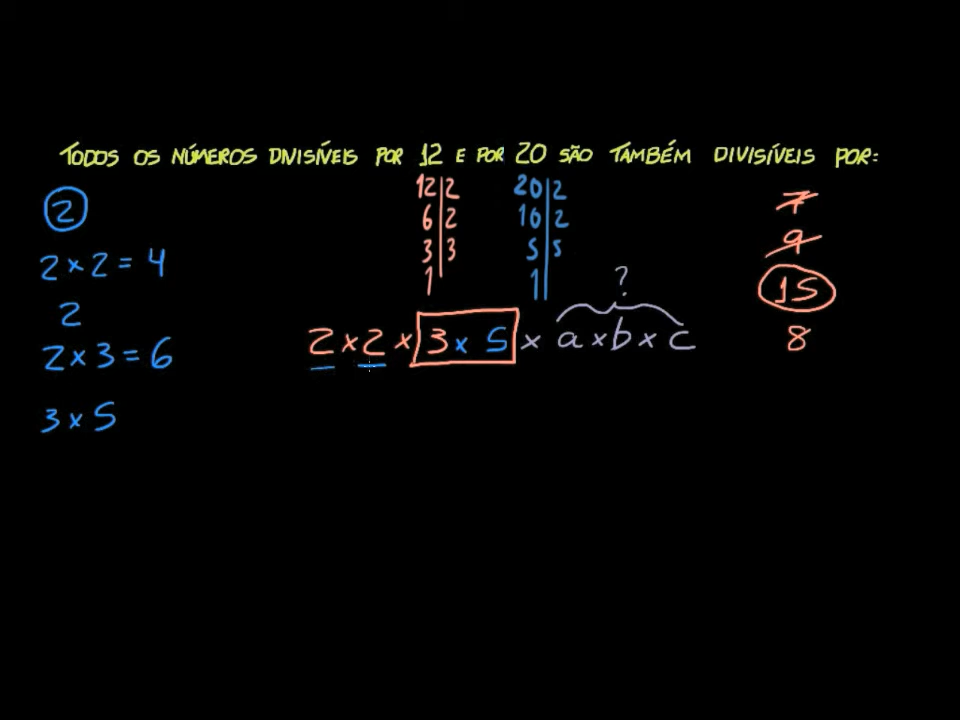 TODOS OS NÚMEROS DIVISÍVEIS POR 12 E POR 20 SÃO TAMBÉM DIVISÍVEIS POR:
2
2 × 2 = 4
2
2 × 3 = 6
3 × 5
12 | 2
6 | 2
3 | 3
1
20 | 2
10 | 2
5 | 5
1
?
2 × 2 × 3 × 5 × a × b × c
7
9
15
8